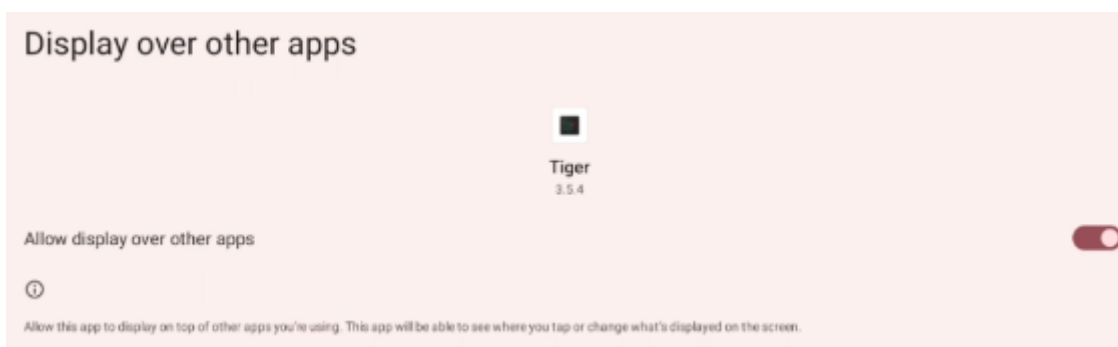 Display over other apps
Tiger
3.5.4
Allow display over other apps
Allow this app to display on top of other apps you're using. This app will be able to see where you tap or change what's displayed on the screen.